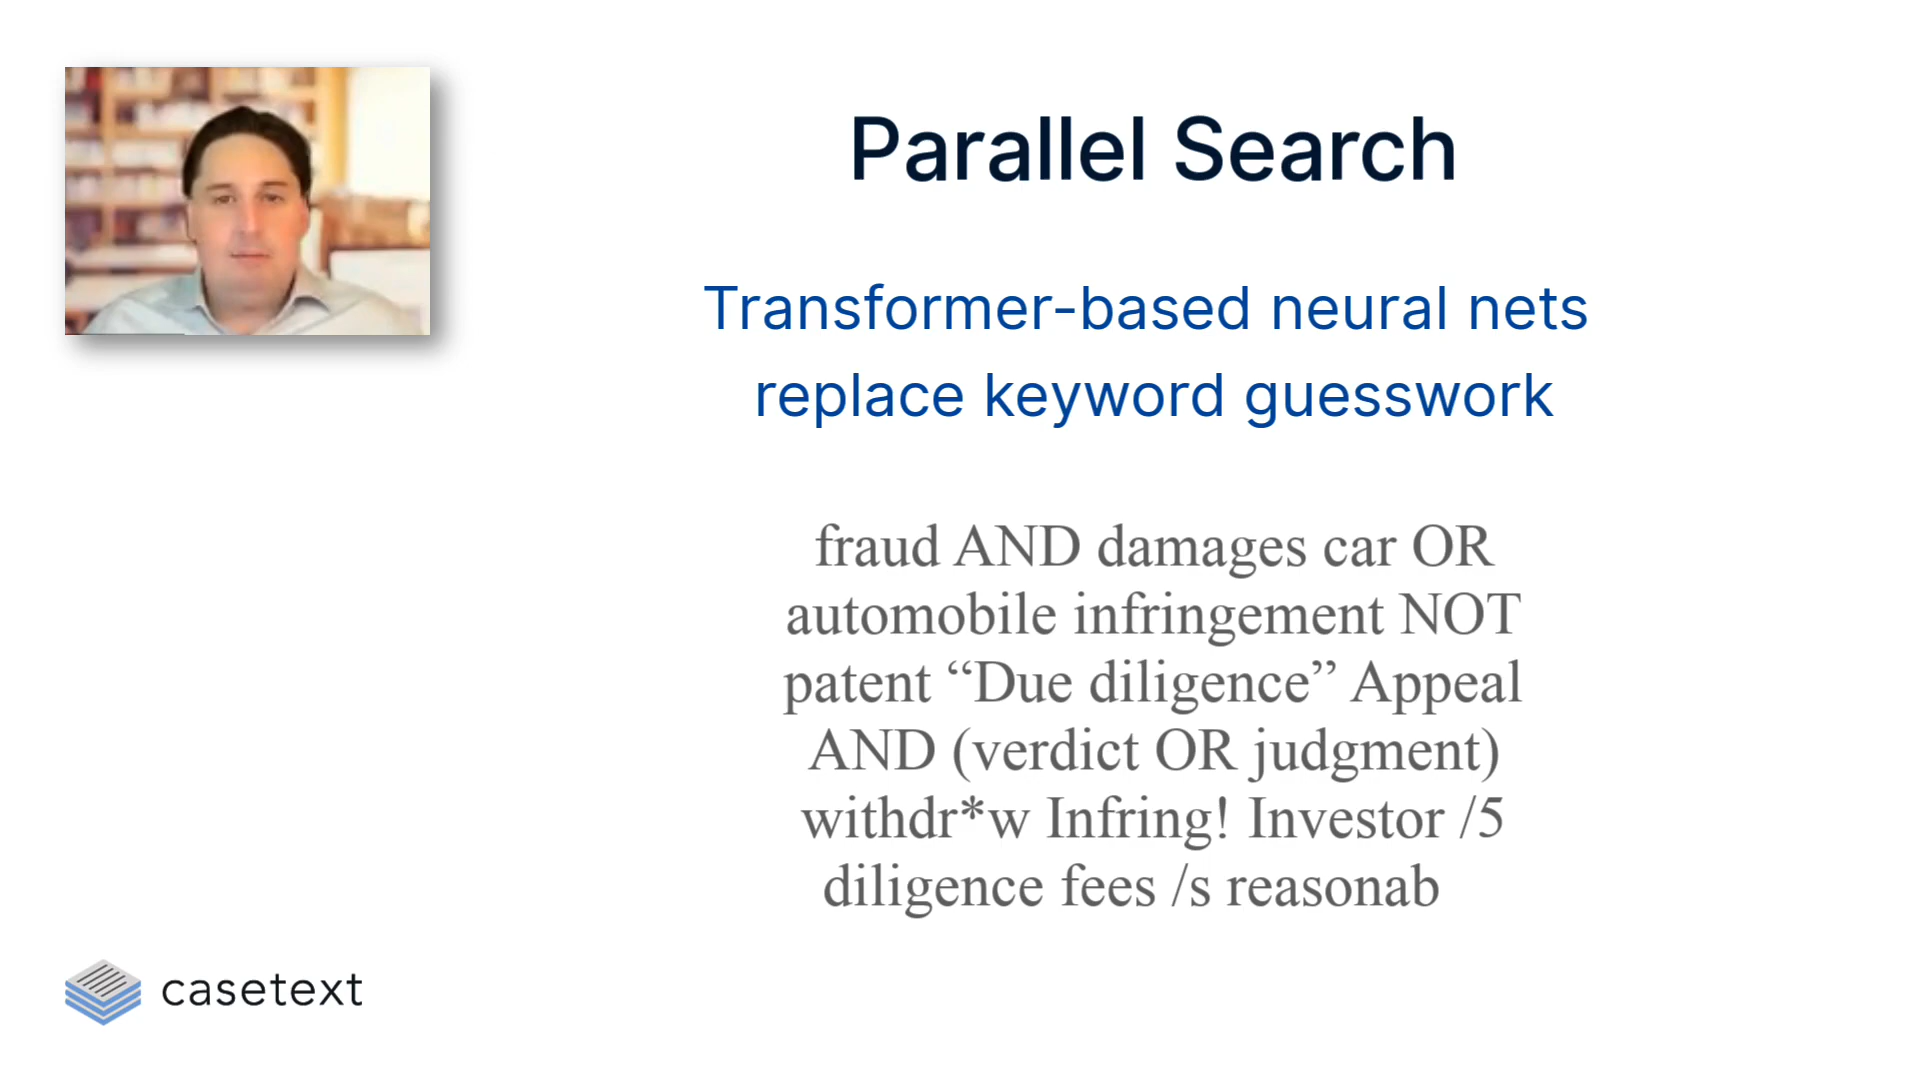 Parallel Search
Transformer-based neural nets
replace keyword guesswork
fraud AND damages car OR
automobile infringement NOT
patent “Due diligence” Appeal
AND (verdict OR judgment)
withdr*w Infring! Investor /5
diligence fees /s reasonab
casetext